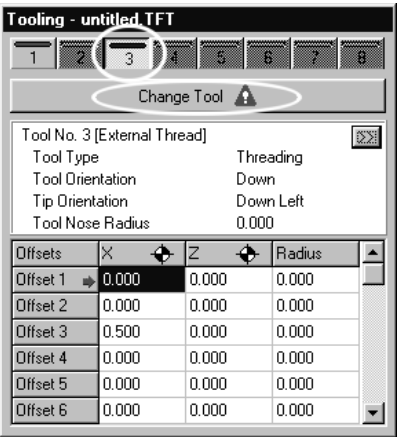 Tooling - untitled.TFT
1 2 3 4 5 6 7 8
Change Tool
Tool No. 3 [External Thread]
Tool Type Threading
Tool Orientation Down
Tip Orientation Down Left
Tool Nose Radius 0.000
Offsets X Z Radius
Offset 1 0.000 0.000 0.000
Offset 2 0.000 0.000 0.000
Offset 3 0.500 0.000 0.000
Offset 4 0.000 0.000 0.000
Offset 5 0.000 0.000 0.000
Offset 6 0.000 0.000 0.000